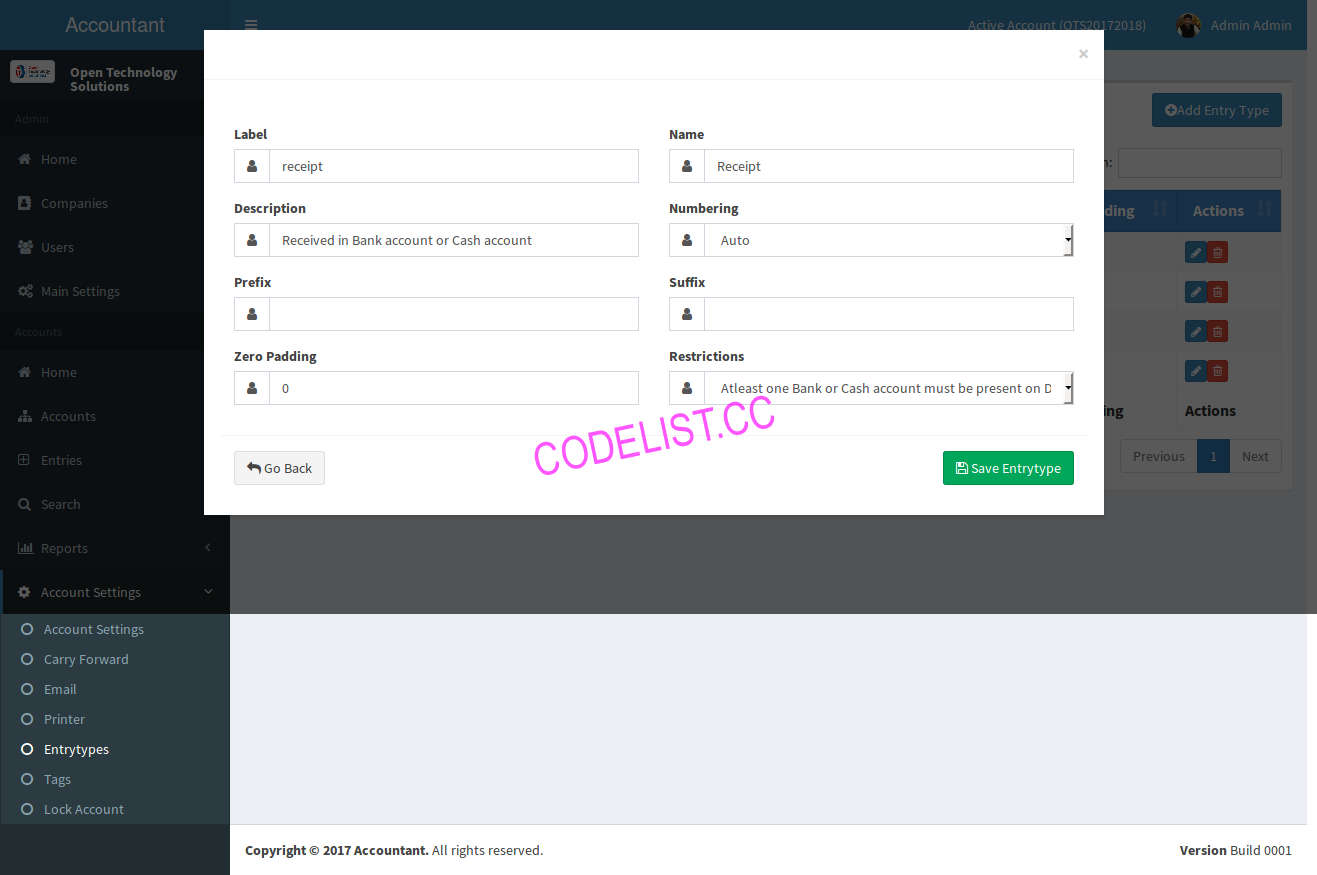 Accountant
Active Account (OTS20172018)
Admin Admin
×
Open Technology
Solutions
Add Entry Type
Admin
Home
Companies
Users
Main Settings
Accounts
Home
Accounts
Entries
Search
Reports
Account Settings
Account Settings
Carry Forward
Email
Printer
Entrytypes
Tags
Lock Account
Label
receipt
Name
Receipt
Description
Received in Bank account or Cash account
Numbering
Auto
Prefix
Suffix
Zero Padding
0
Restrictions
Atleast one Bank or Cash account must be present on D
Go Back
Save Entrytype
CODELIST.CC
Actions
Actions
Previous
1
Next
Copyright © 2017 Accountant. All rights reserved.
Version Build 0001